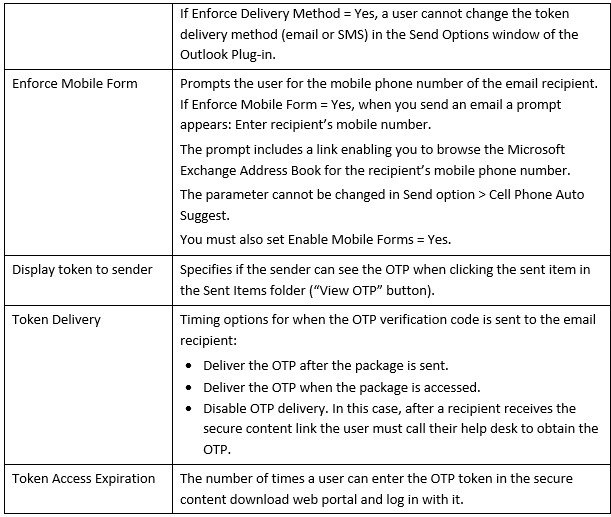 If Enforce Delivery Method = Yes, a user cannot change the token
delivery method (email or SMS) in the Send Options window of the
Outlook Plug-in.
Enforce Mobile Form
Prompts the user for the mobile phone number of the email recipient.
If Enforce Mobile Form = Yes, when you send an email a prompt
appears: Enter recipient’s mobile number.
The prompt includes a link enabling you to browse the Microsoft
Exchange Address Book for the recipient’s mobile phone number.
The parameter cannot be changed in Send option > Cell Phone Auto
Suggest.
You must also set Enable Mobile Forms = Yes.
Display token to sender
Specifies if the sender can see the OTP when clicking the sent item in
the Sent Items folder (“View OTP” button).
Token Delivery
Timing options for when the OTP verification code is sent to the email
recipient:
• Deliver the OTP after the package is sent.
• Deliver the OTP when the package is accessed.
• Disable OTP delivery. In this case, after a recipient receives the
secure content link the user must call their help desk to obtain the
OTP.
Token Access Expiration
The number of times a user can enter the OTP token in the secure
content download web portal and log in with it.